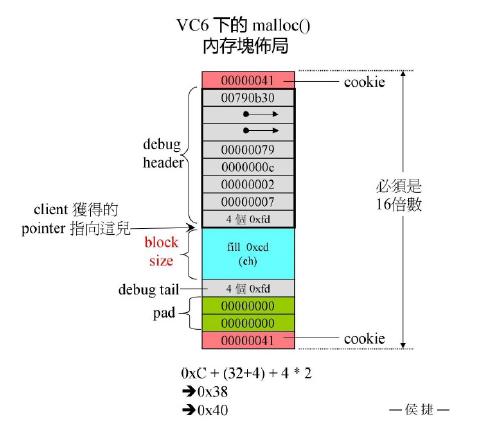 VC6 下的 malloc()
內存塊佈局
00000041
cookie
00790b30
debug
header
00000079
0000000c
00000002
00000007
4 個 0xfd
client 獲得的
pointer 指向這兒
block
size
fill 0xcd
(ch)
debug tail
4 個 0xfd
pad
00000000
00000000
00000041
cookie
必須是
16倍數
0xC + (32+4) + 4 * 2
➔0x38
➔0x40
—侯捷—